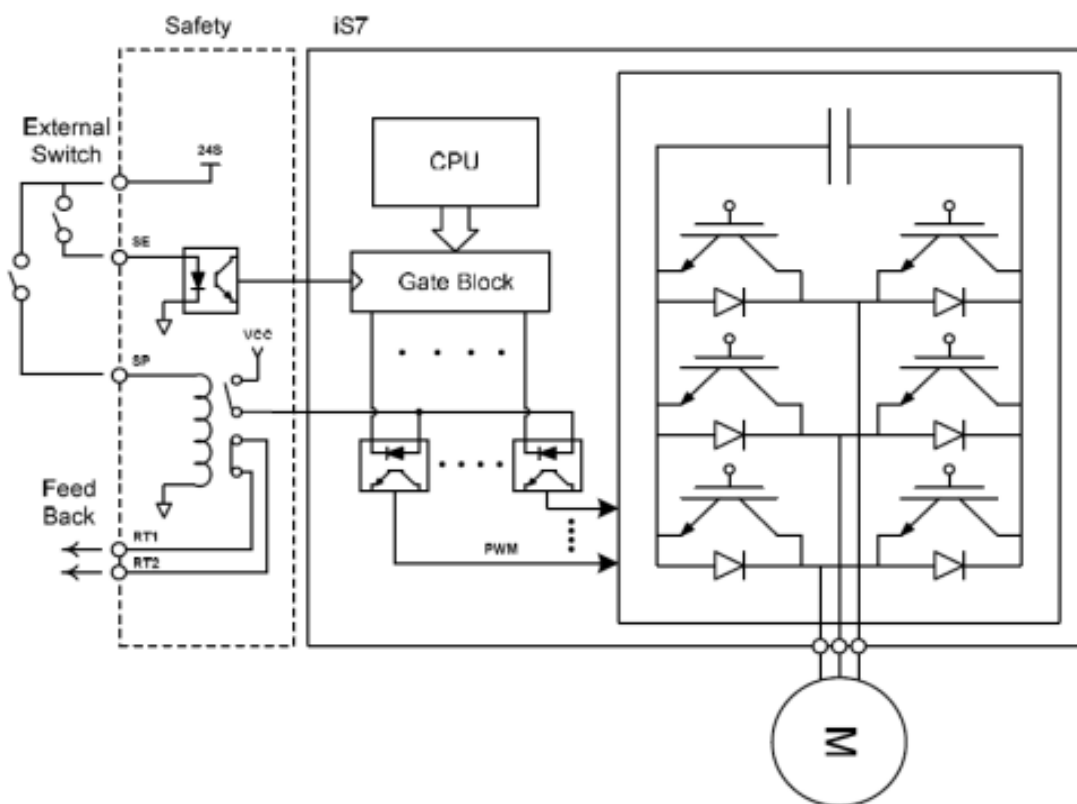 Safety
iS7
External
Switch
24S
CPU
SE
Gate Block
vcc
SP
Feed
Back
RT1
RT2
PWM
M